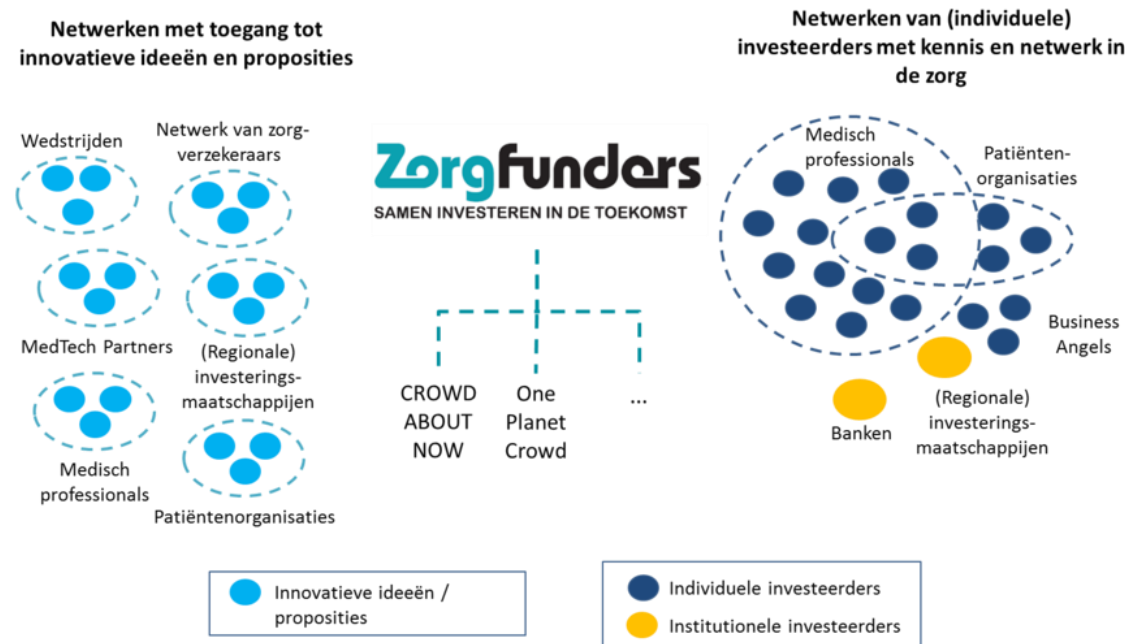 Netwerken met toegang tot
innovatieve ideeën en proposities
Wedstrijden
Netwerk van zorg-
verzekeraars
MedTech Partners
(Regionale)
investerings-
maatschappijen
Medisch
professionals
Patiëntenorganisaties
ZorgFunders
SAMEN INVESTEREN IN DE TOEKOMST
CROWD
ABOUT
NOW
One
Planet
Crowd
...
Netwerken van (individuele)
investeerders met kennis en netwerk in
de zorg
Medisch
professionals
Patiënten-
organisaties
Business
Angels
(Regionale)
investerings-
maatschappijen
Banken
Innovatieve ideeën /
proposities
Individuele investeerders
Institutionele investeerders